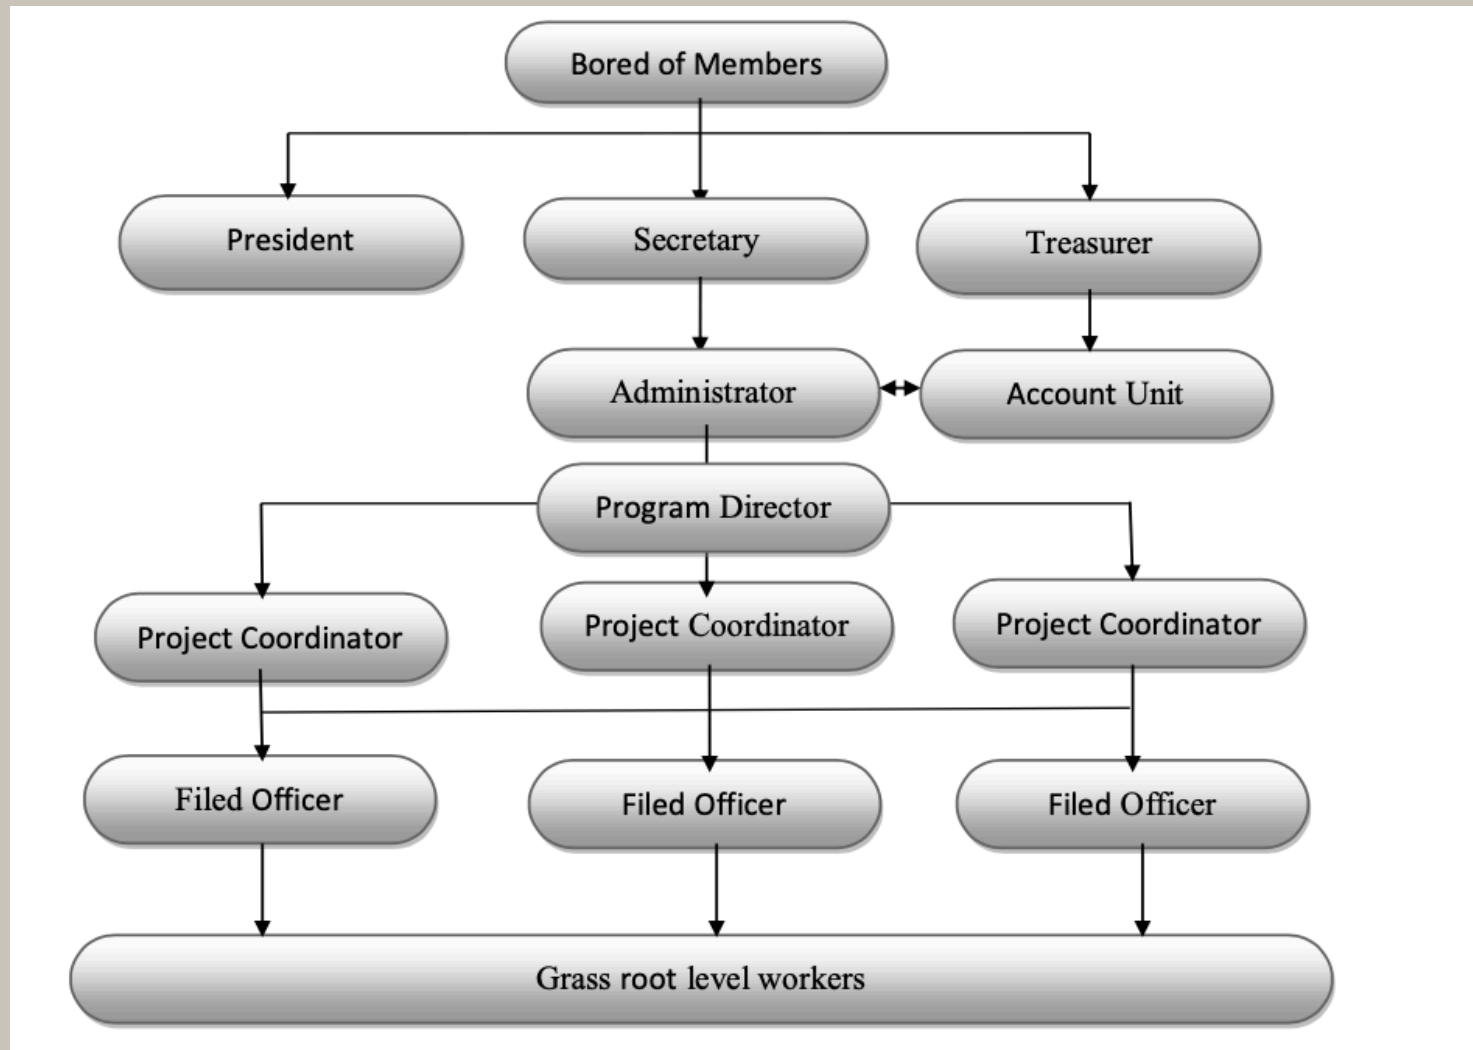 Bored of Members
President
Secretary
Treasurer
Administrator
Account Unit
Program Director
Project Coordinator
Project Coordinator
Project Coordinator
Filed Officer
Filed Officer
Filed Officer
Grass root level workers